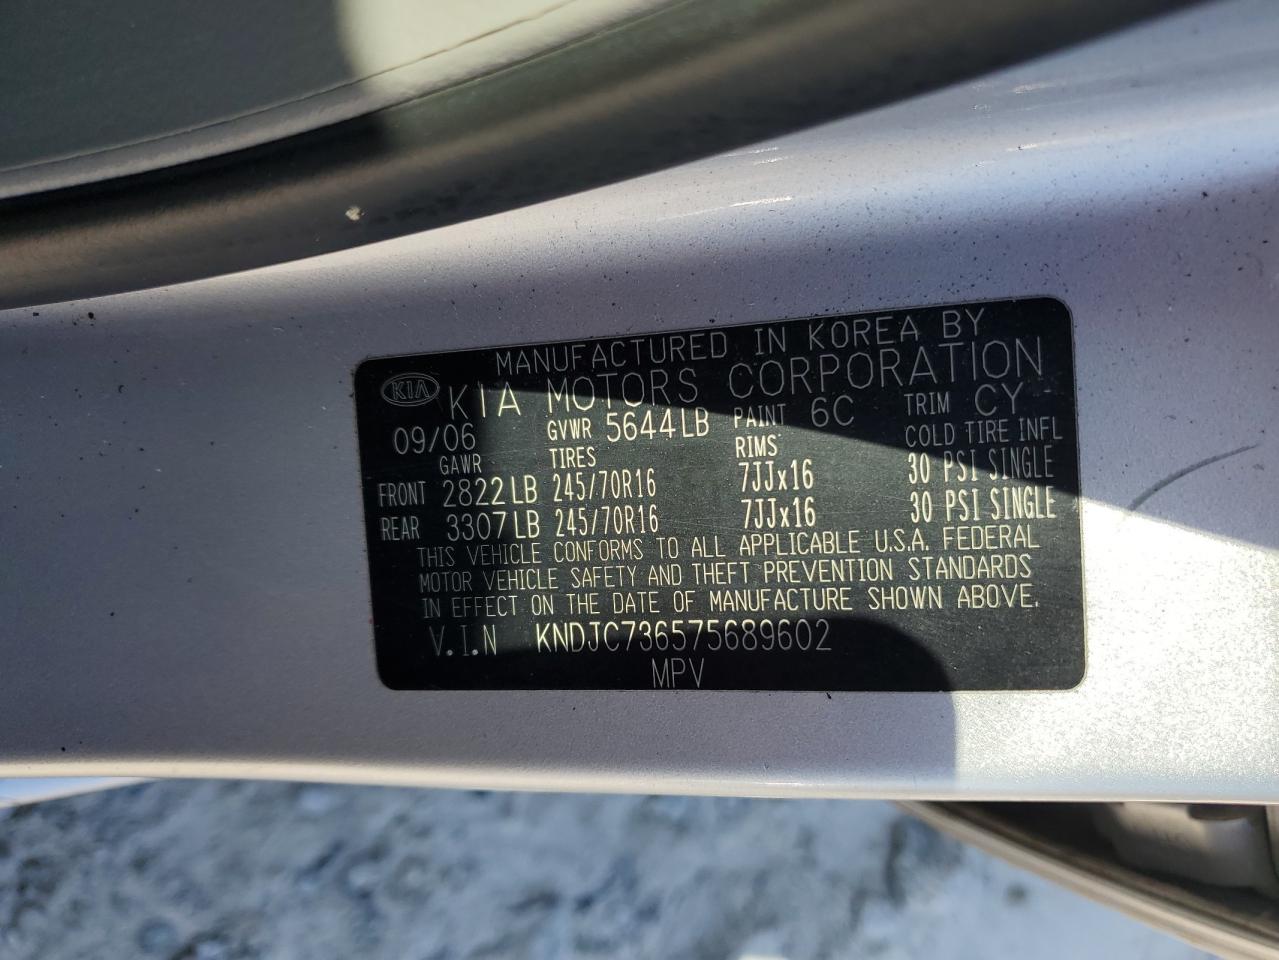 MANUFACTURED IN KOREA BY
KIA KIA MOTORS CORPORATION
09/06 GVWR 5644LB PAINT 6C TRIM CY
GAWR TIRES RIMS COLD TIRE INFL
FRONT 2822LB 245/70R16 7JJx16 30 PSI SINGLE
REAR 3307LB 245/70R16 7JJx16 30 PSI SINGLE
THIS VEHICLE CONFORMS TO ALL APPLICABLE U.S.A. FEDERAL
MOTOR VEHICLE SAFETY AND THEFT PREVENTION STANDARDS
IN EFFECT ON THE DATE OF MANUFACTURE SHOWN ABOVE.
V.I.N KNDJC736575689602
MPV